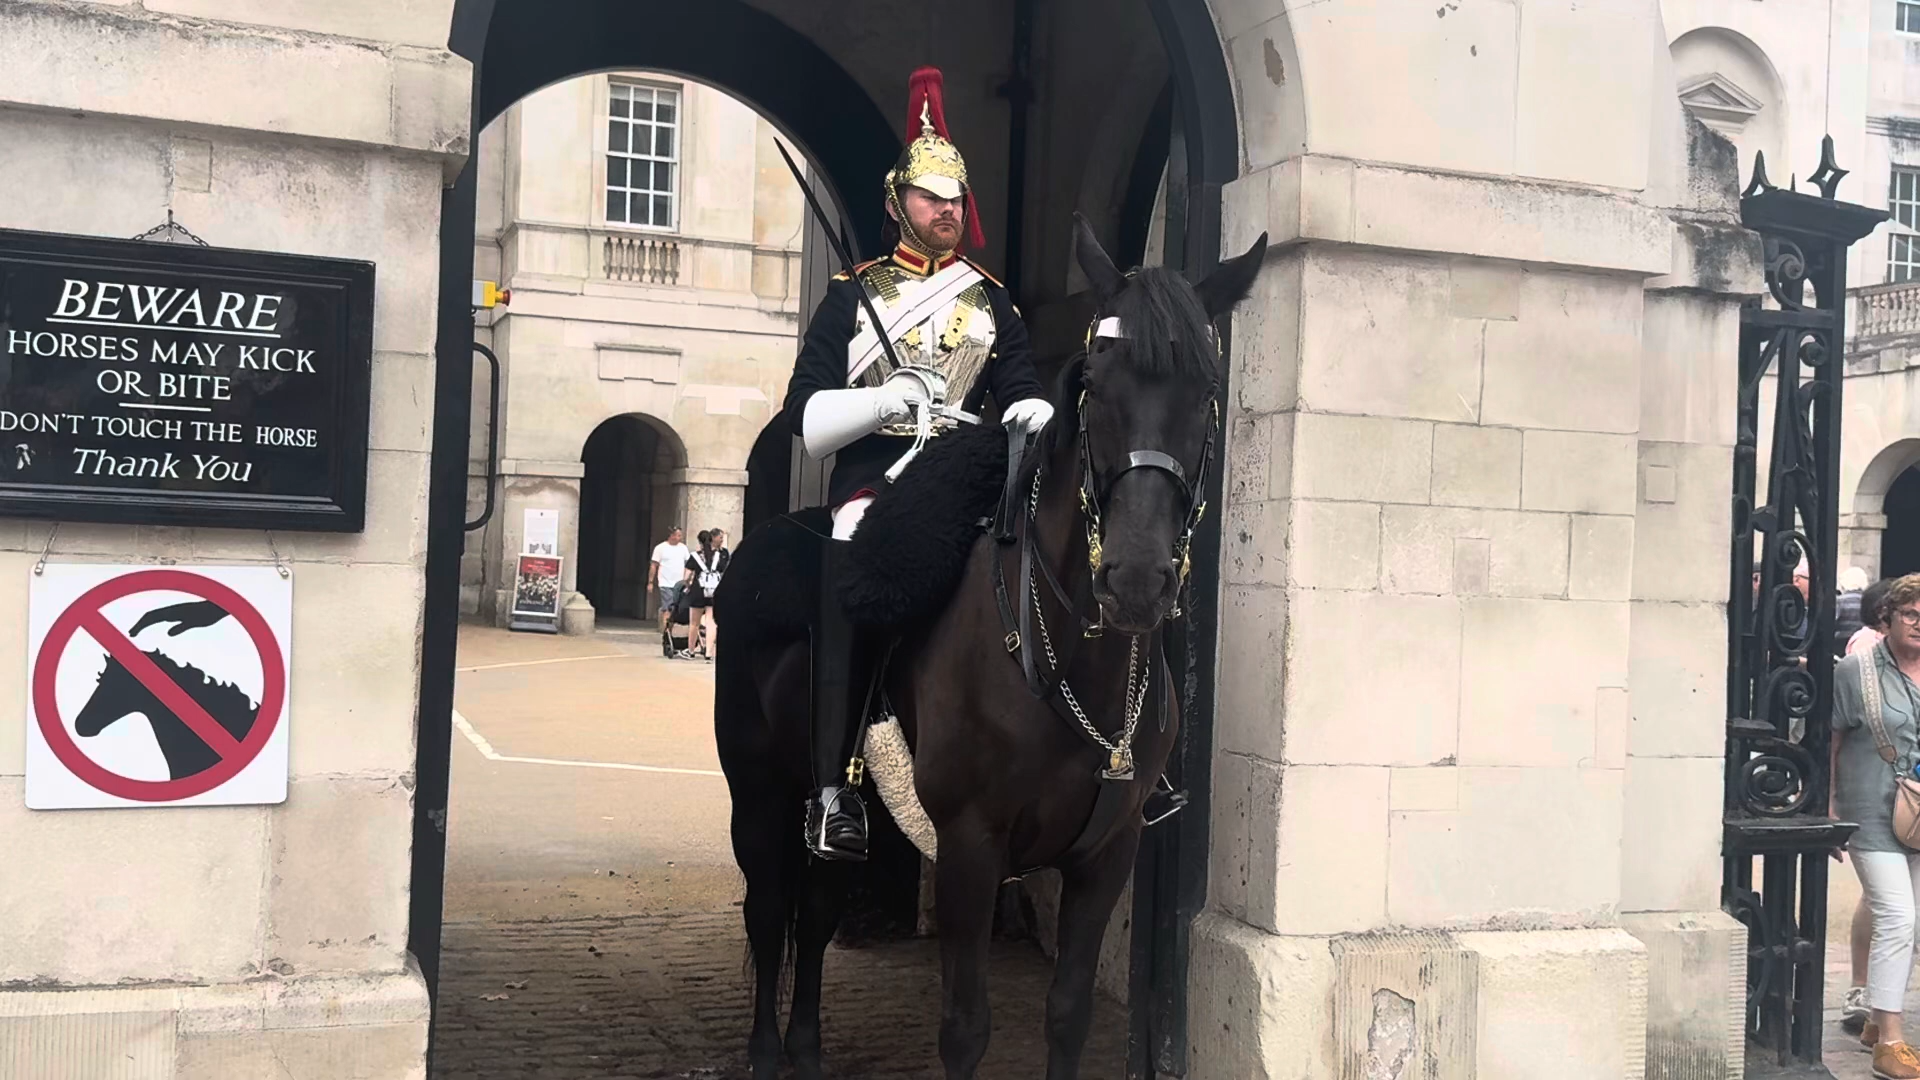 BEWARE
HORSES MAY KICK
OR BITE
DON'T TOUCH THE HORSE
Thank You